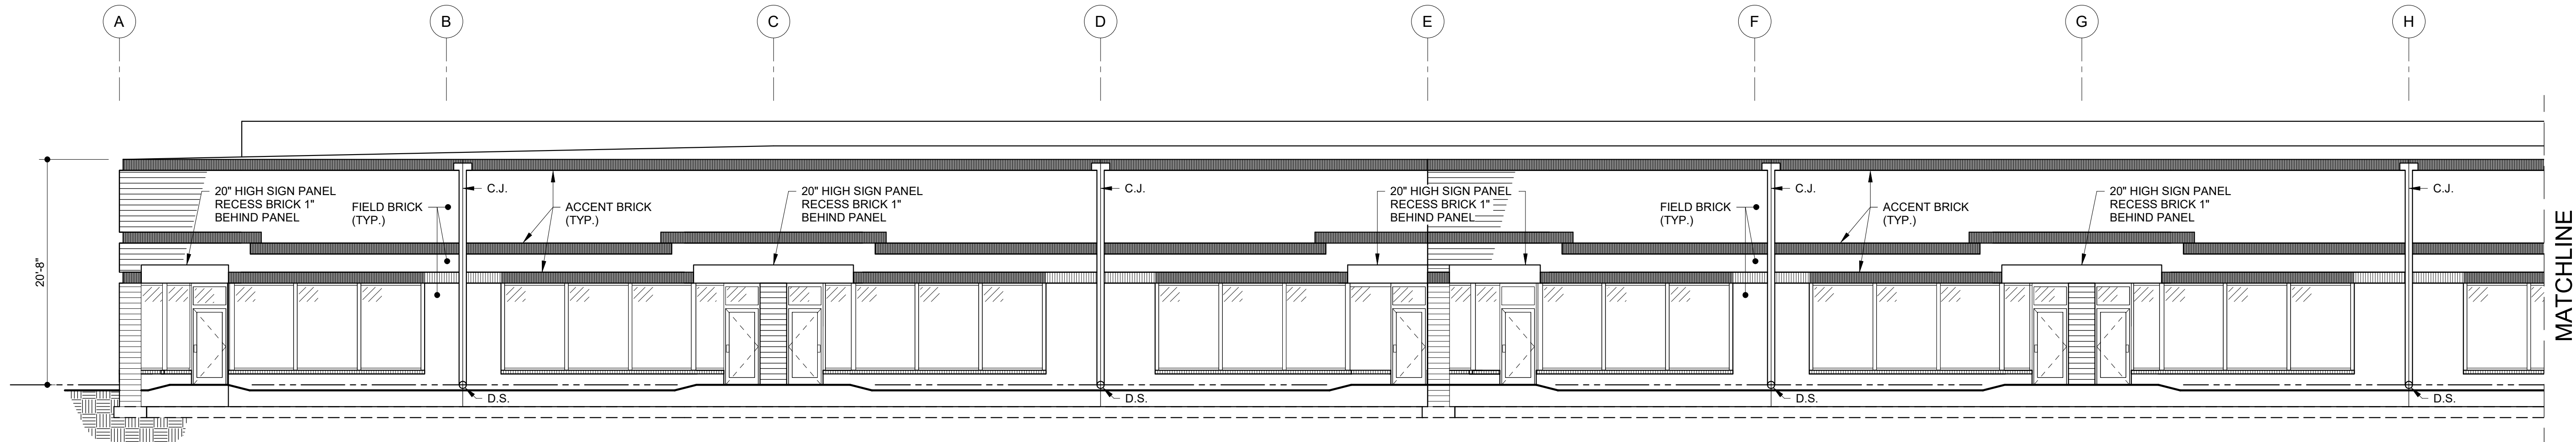 A
B
C
D
E
F
G
H
20'-8"
20" HIGH SIGN PANEL
RECESS BRICK 1"
BEHIND PANEL
FIELD BRICK
(TYP.)
C.J.
ACCENT BRICK
(TYP.)
20" HIGH SIGN PANEL
RECESS BRICK 1"
BEHIND PANEL
C.J.
20" HIGH SIGN PANEL
RECESS BRICK 1"
BEHIND PANEL
FIELD BRICK
(TYP.)
C.J.
ACCENT BRICK
(TYP.)
20" HIGH SIGN PANEL
RECESS BRICK 1"
BEHIND PANEL
C.J.
MATCHLINE
D.S.
D.S.
D.S.
D.S.